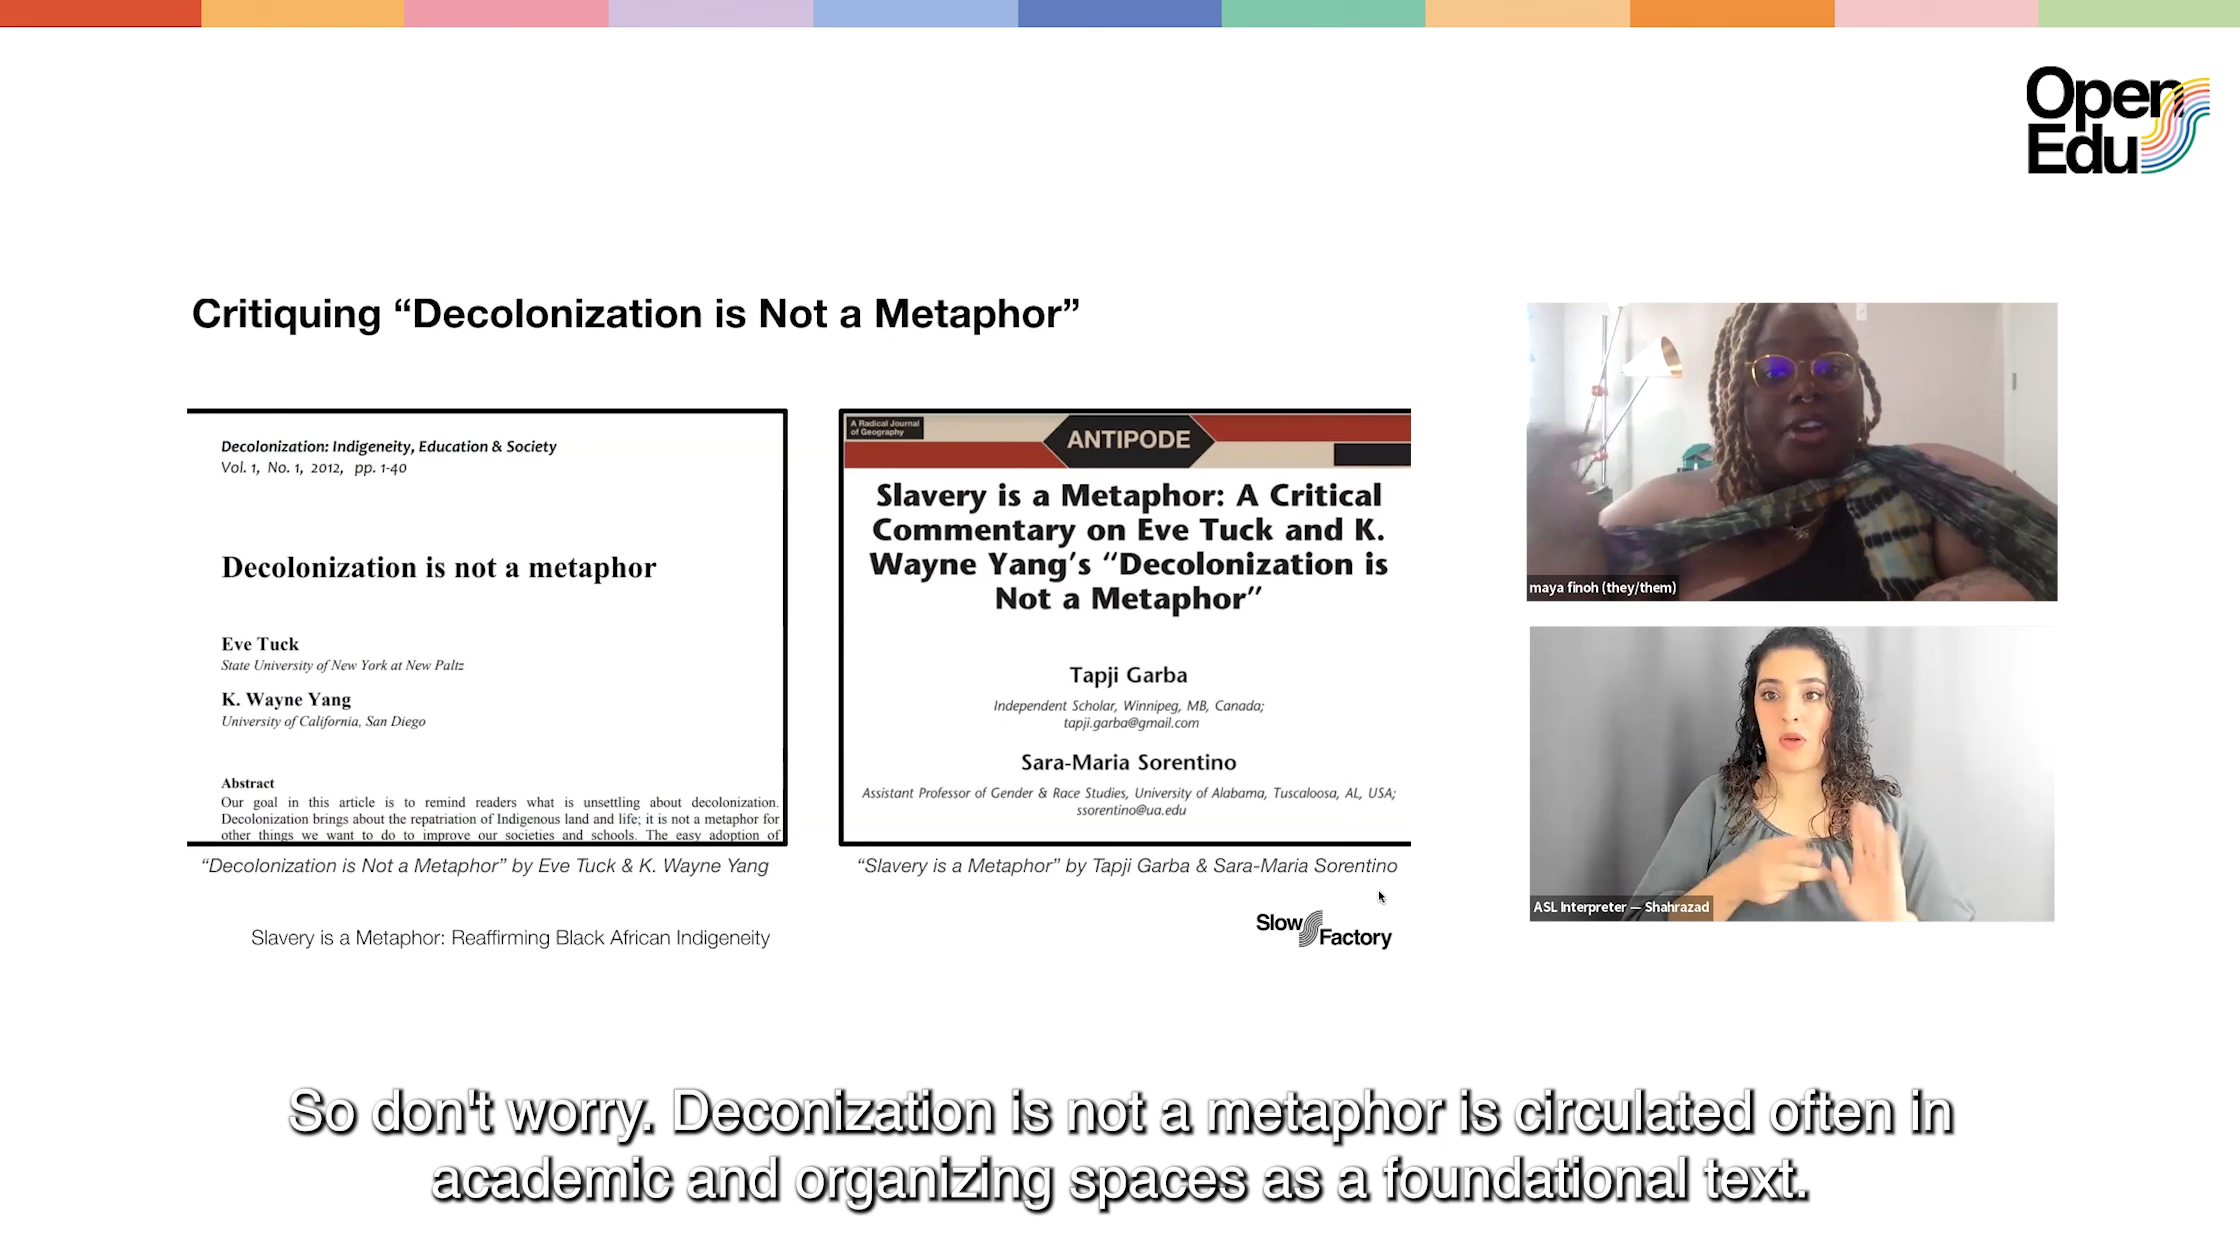 Open
Edu
Critiquing “Decolonization is Not a Metaphor”
Decolonization: Indigeneity, Education & Society
Vol. 1, No. 1, 2012, pp. 1-40
Decolonization is not a metaphor
Eve Tuck
State University of New York at New Paltz
K. Wayne Yang
University of California, San Diego
Abstract
Our goal in this article is to remind readers what is unsettling about decolonization.
Decolonization brings about the repatriation of Indigenous land and life; it is not a metaphor for
other things we want to do to improve our societies and schools. The easy adoption of
“Decolonization is Not a Metaphor” by Eve Tuck & K. Wayne Yang
A Radical Journal
of Geography
ANTIPODE
Slavery is a Metaphor: A Critical
Commentary on Eve Tuck and K.
Wayne Yang’s “Decolonization is
Not a Metaphor”
Tapji Garba
Independent Scholar, Winnipeg, MB, Canada;
tapji.garba@gmail.com
Sara-Maria Sorentino
Assistant Professor of Gender & Race Studies, University of Alabama, Tuscaloosa, AL, USA;
ssorentino@ua.edu
“Slavery is a Metaphor” by Tapji Garba & Sara-Maria Sorentino
Slavery is a Metaphor: Reaffirming Black African Indigeneity
Slow
Factory
maya finoh (they/them)
ASL Interpreter — Shahrazad
So don't worry. Deconization is not a metaphor is circulated often in
academic and organizing spaces as a foundational text.